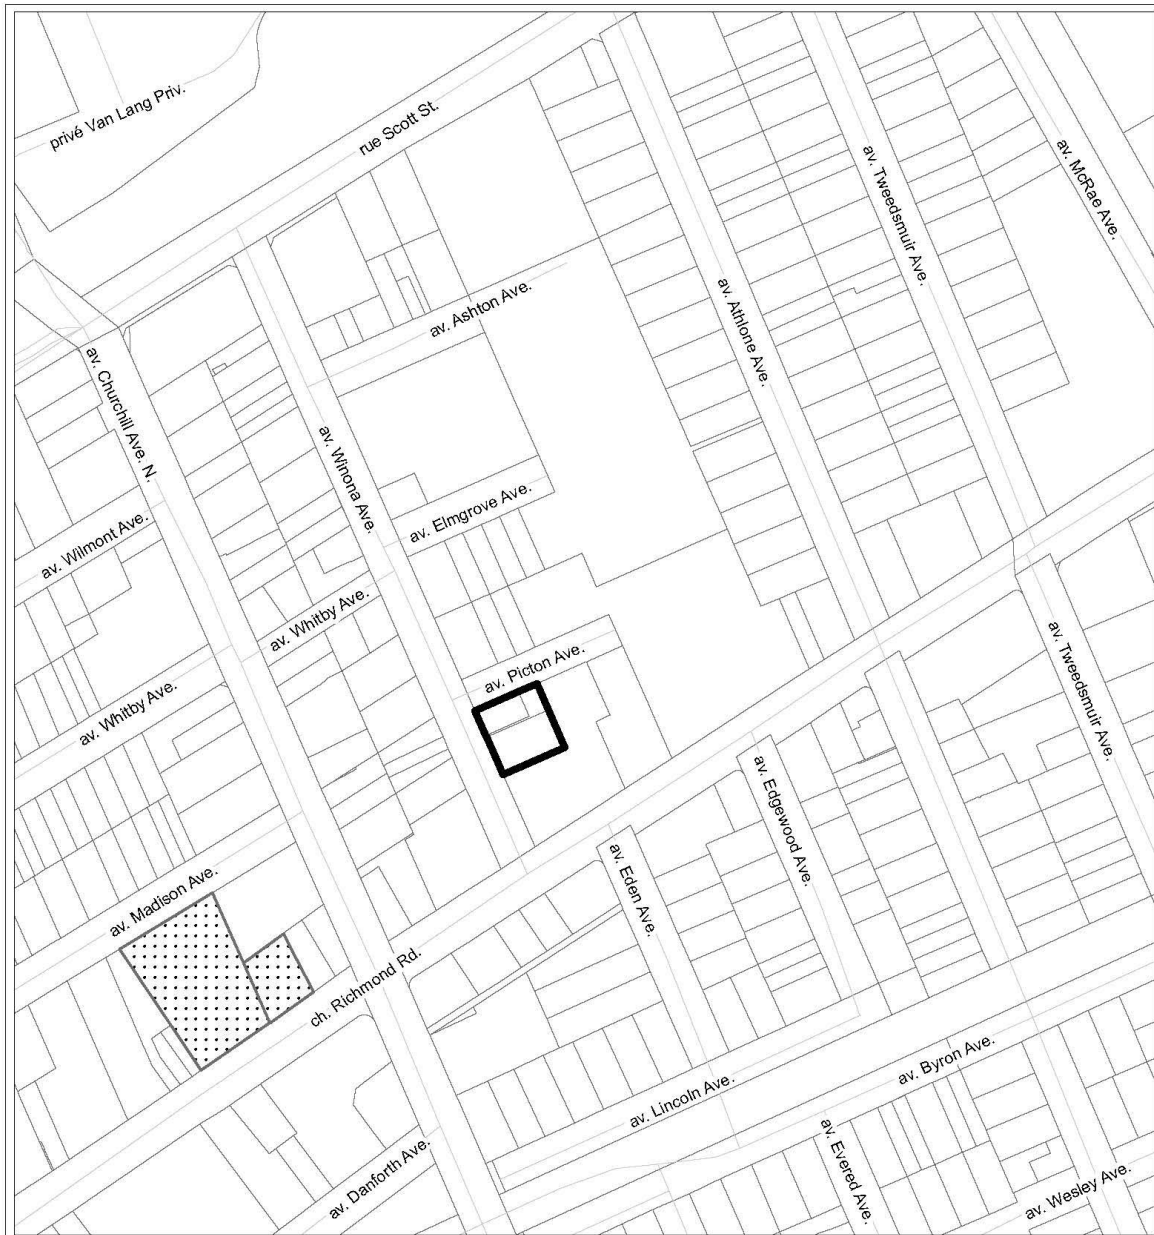 privé Van Lang Priv.
rue Scott St.
av. McRae Ave.
av. Tweedsmuir Ave.
av. Ashton Ave.
av. Athlone Ave.
av. Churchill Ave. N.
av. Winona Ave.
av. Elmgrove Ave.
av. Wilmont Ave.
av. Whitby Ave.
av. Picton Ave.
av. Whitby Ave.
av. Tweedsmuir Ave.
av. Edgewood Ave.
av. Madison Ave.
av. Eden Ave.
ch. Richmond Rd.
av. Byron Ave.
av. Lincoln Ave.
av. Danforth Ave.
av. Evered Ave.
av. Wesley Ave.